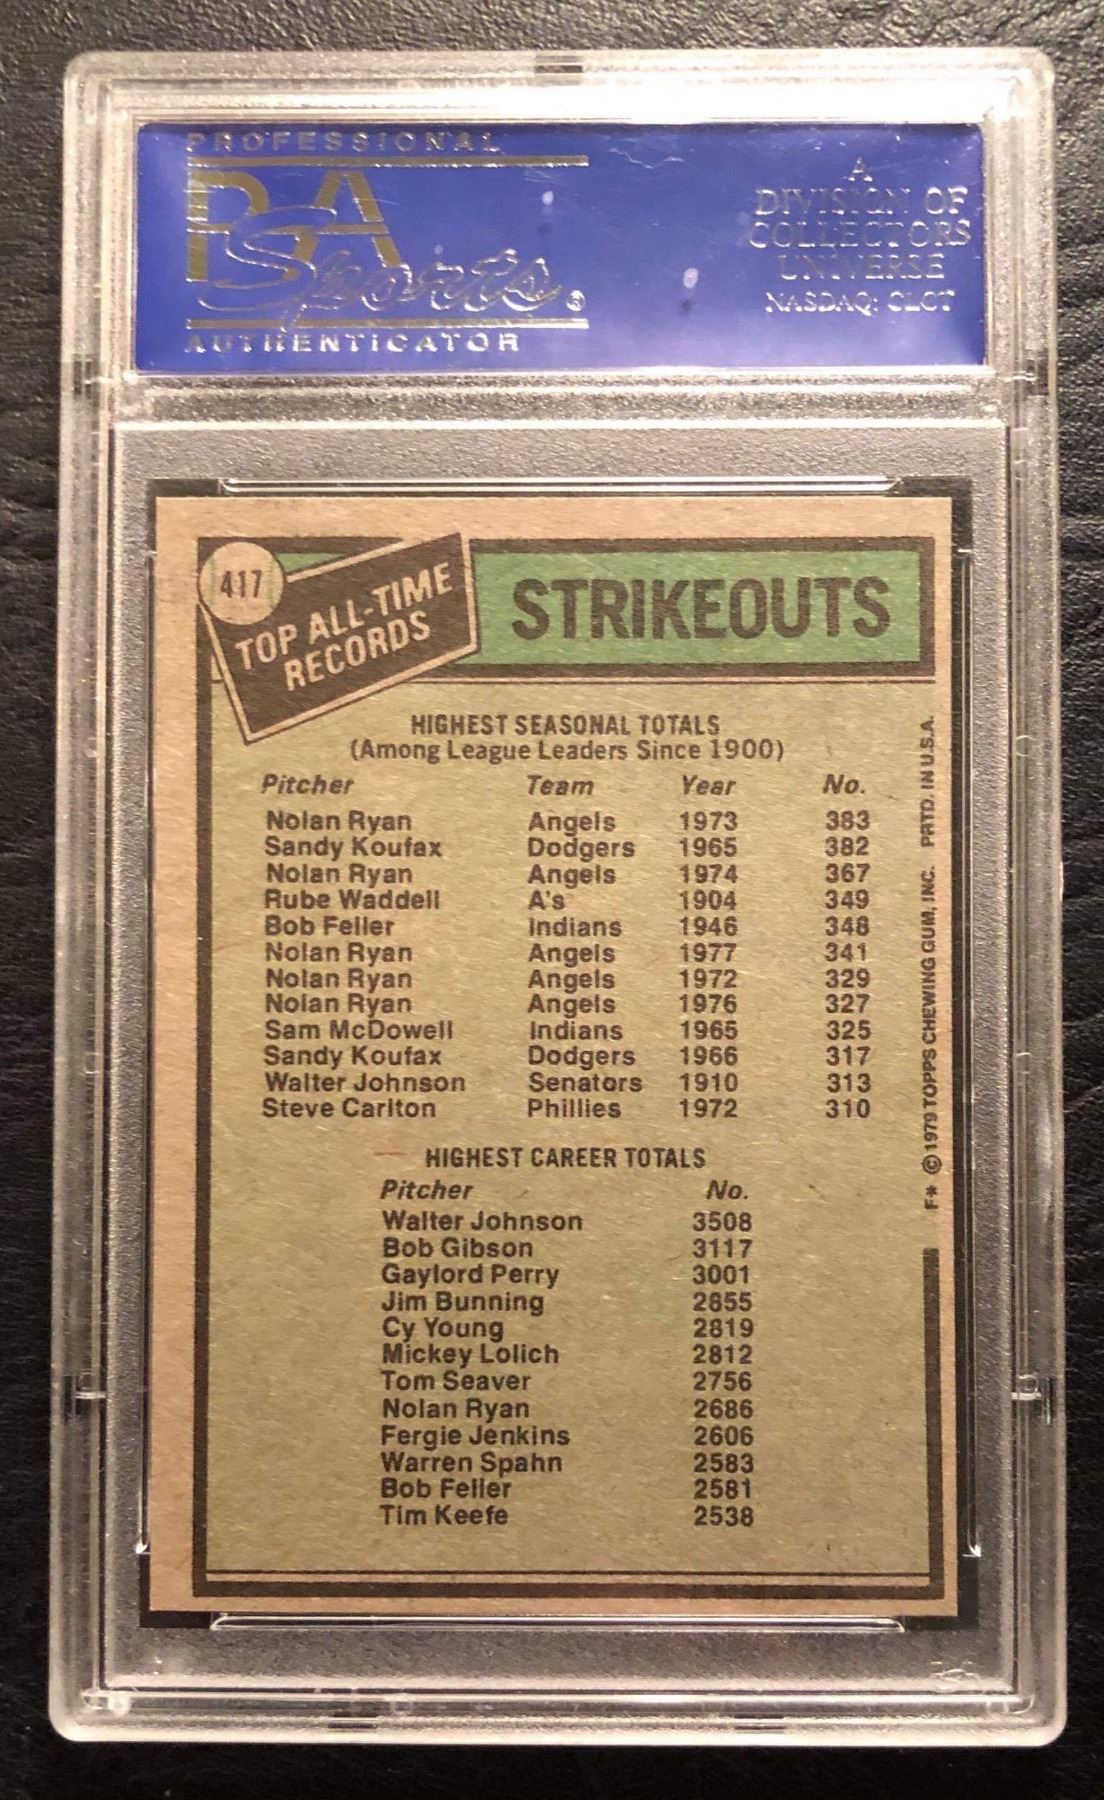 PROFESSIONAL
PSA
Sports ®
AUTHENTICATOR
A
DIVISION OF
COLLECTORS
UNIVERSE
NASDAQ: CLCT
417
TOP ALL-TIME
RECORDS
STRIKEOUTS
HIGHEST SEASONAL TOTALS
(Among League Leaders Since 1900)
Pitcher Team Year No.
Nolan Ryan Angels 1973 383
Sandy Koufax Dodgers 1965 382
Nolan Ryan Angels 1974 367
Rube Waddell A's 1904 349
Bob Feller Indians 1946 348
Nolan Ryan Angels 1977 341
Nolan Ryan Angels 1972 329
Nolan Ryan Angels 1976 327
Sam McDowell Indians 1965 325
Sandy Koufax Dodgers 1966 317
Walter Johnson Senators 1910 313
Steve Carlton Phillies 1972 310
HIGHEST CAREER TOTALS
Pitcher No.
Walter Johnson 3508
Bob Gibson 3117
Gaylord Perry 3001
Jim Bunning 2855
Cy Young 2819
Mickey Lolich 2812
Tom Seaver 2756
Nolan Ryan 2686
Fergie Jenkins 2606
Warren Spahn 2583
Bob Feller 2581
Tim Keefe 2538
F* © 1979 TOPPS CHEWING GUM, INC. PRTD. IN U.S.A.